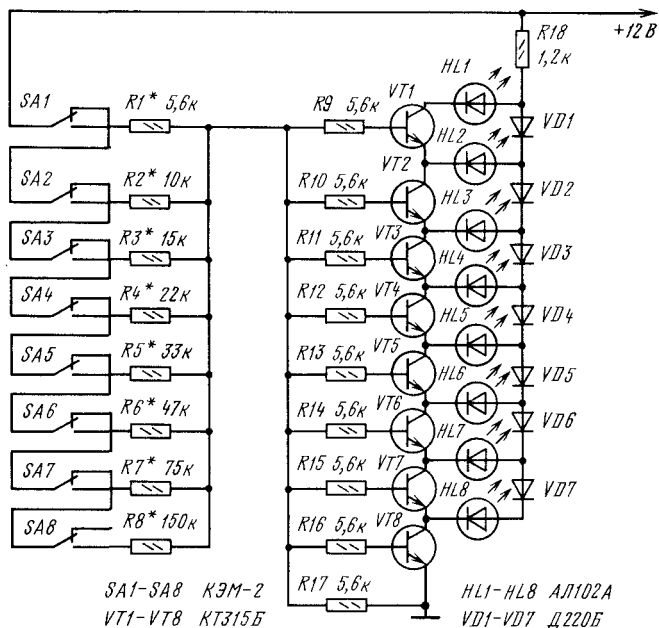 +12В
R18
1,2к
HL1
VT1
SA1
R1* 5,6к
R9 5,6к
VD1
HL2
VT2
SA2
R2* 10к
R10 5,6к
HL3
VD2
VT3
SA3
R3* 15к
R11 5,6к
HL4
VD3
VT4
SA4
R4* 22к
R12 5,6к
HL5
VD4
VT5
SA5
R5* 33к
R13 5,6к
HL6
VD5
VT6
SA6
R6* 47к
R14 5,6к
HL7
VD6
VT7
SA7
R7* 75к
R15 5,6к
HL8
VD7
VT8
SA8
R8* 150к
R16 5,6к
R17 5,6к
SA1-SA8 КЭМ-2
HL1-HL8 АЛ102А
VT1-VT8 КТ315Б
VD1-VD7 Д220Б